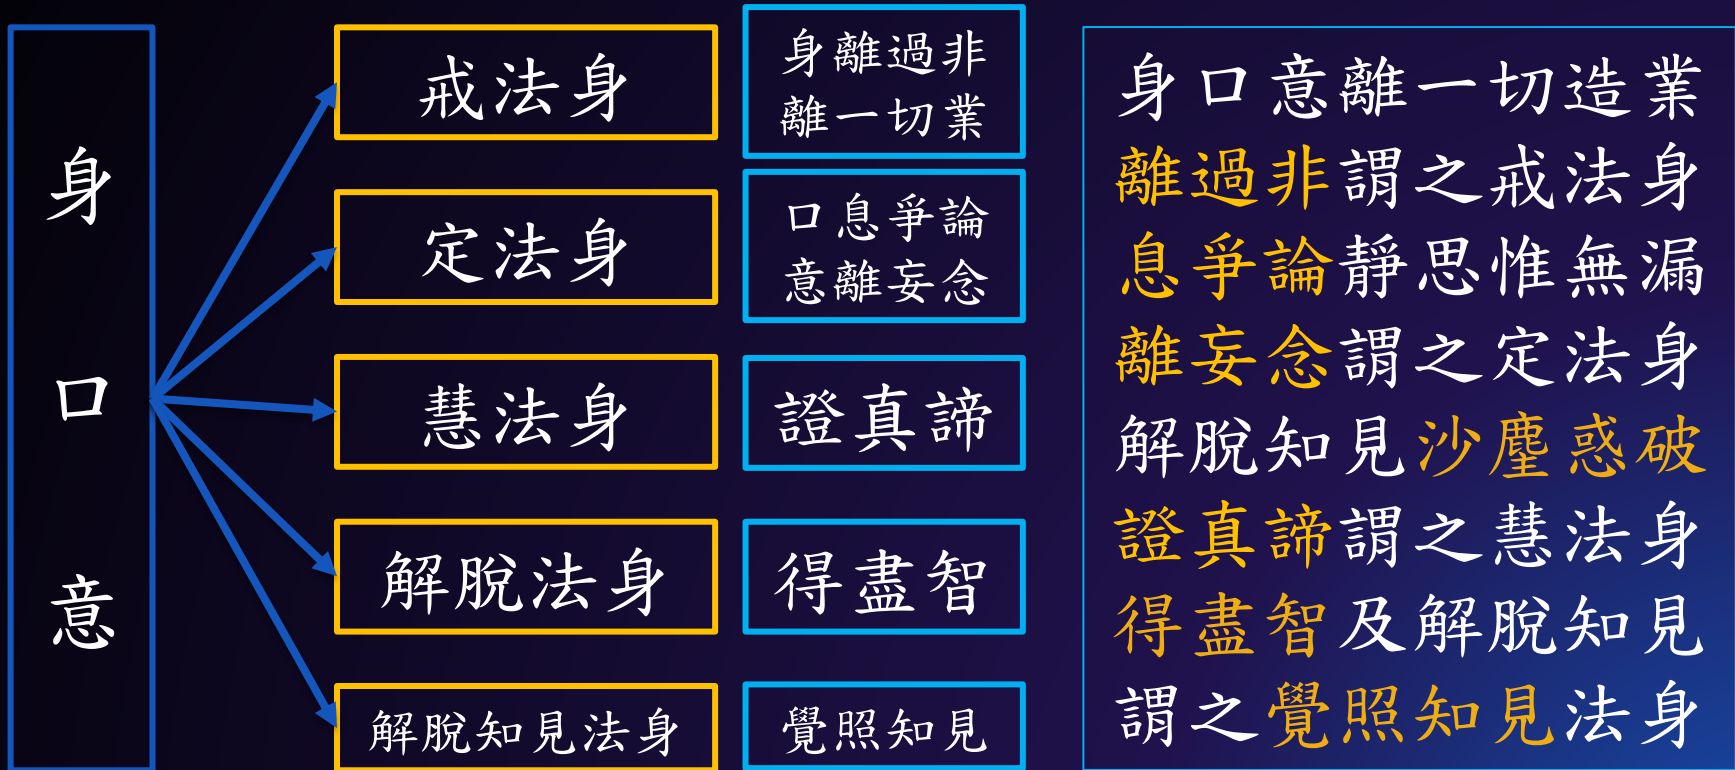 身
口
意
戒法身
身離過非
離一切業
定法身
口息爭論
意離妄念
慧法身
證真諦
解脫法身
得盡智
解脫知見法身
覺照知見
身口意離一切造業
離過非謂之戒法身
息爭論靜思惟無漏
離妄念謂之定法身
解脫知見沙塵惑破
證真諦謂之慧法身
得盡智及解脫知見
謂之覺照知見法身